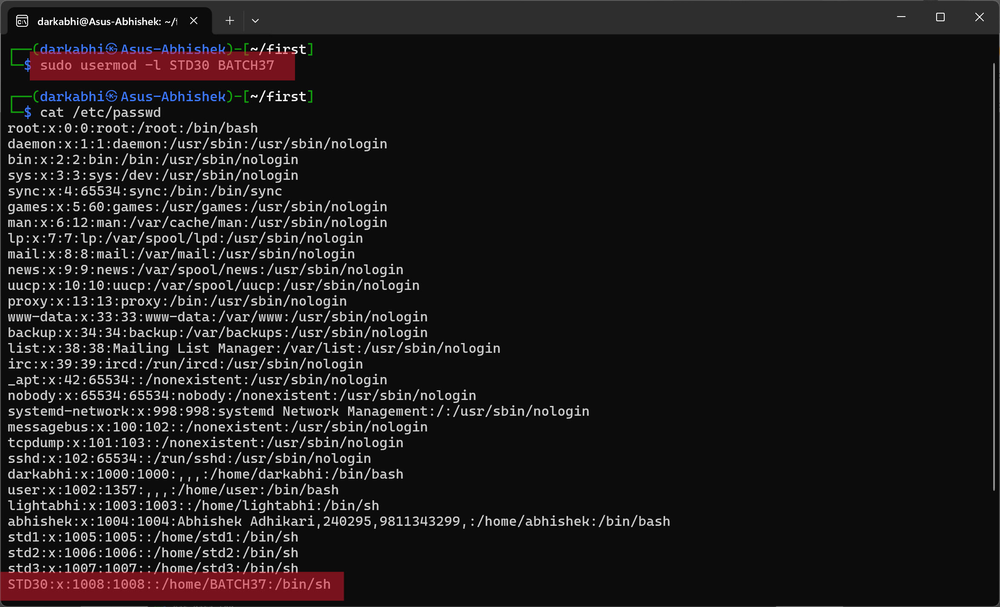 darkabhi@Asus-Abhishek: ~/f
(darkabhi㉿Asus-Abhishek)-[~/first]
$ sudo usermod -l STD30 BATCH37
(darkabhi㉿Asus-Abhishek)-[~/first]
$ cat /etc/passwd
root:x:0:0:root:/root:/bin/bash
daemon:x:1:1:daemon:/usr/sbin:/usr/sbin/nologin
bin:x:2:2:bin:/bin:/usr/sbin/nologin
sys:x:3:3:sys:/dev:/usr/sbin/nologin
sync:x:4:65534:sync:/bin:/bin/sync
games:x:5:60:games:/usr/games:/usr/sbin/nologin
man:x:6:12:man:/var/cache/man:/usr/sbin/nologin
lp:x:7:7:lp:/var/spool/lpd:/usr/sbin/nologin
mail:x:8:8:mail:/var/mail:/usr/sbin/nologin
news:x:9:9:news:/var/spool/news:/usr/sbin/nologin
uucp:x:10:10:uucp:/var/spool/uucp:/usr/sbin/nologin
proxy:x:13:13:proxy:/bin:/usr/sbin/nologin
www-data:x:33:33:www-data:/var/www:/usr/sbin/nologin
backup:x:34:34:backup:/var/backups:/usr/sbin/nologin
list:x:38:38:Mailing List Manager:/var/list:/usr/sbin/nologin
irc:x:39:39:ircd:/run/ircd:/usr/sbin/nologin
_apt:x:42:65534::/nonexistent:/usr/sbin/nologin
nobody:x:65534:65534:nobody:/nonexistent:/usr/sbin/nologin
systemd-network:x:998:998:systemd Network Management:/:/usr/sbin/nologin
messagebus:x:100:102::/nonexistent:/usr/sbin/nologin
tcpdump:x:101:103::/nonexistent:/usr/sbin/nologin
sshd:x:102:65534::/run/sshd:/usr/sbin/nologin
darkabhi:x:1000:1000:,,,:/home/darkabhi:/bin/bash
user:x:1002:1357:,,,:/home/user:/bin/bash
lightabhi:x:1003:1003::/home/lightabhi:/bin/sh
abhishek:x:1004:1004:Abhishek Adhikari,240295,9811343299,:/home/abhishek:/bin/bash
std1:x:1005:1005::/home/std1:/bin/sh
std2:x:1006:1006::/home/std2:/bin/sh
std3:x:1007:1007::/home/std3:/bin/sh
STD30:x:1008:1008::/home/BATCH37:/bin/sh